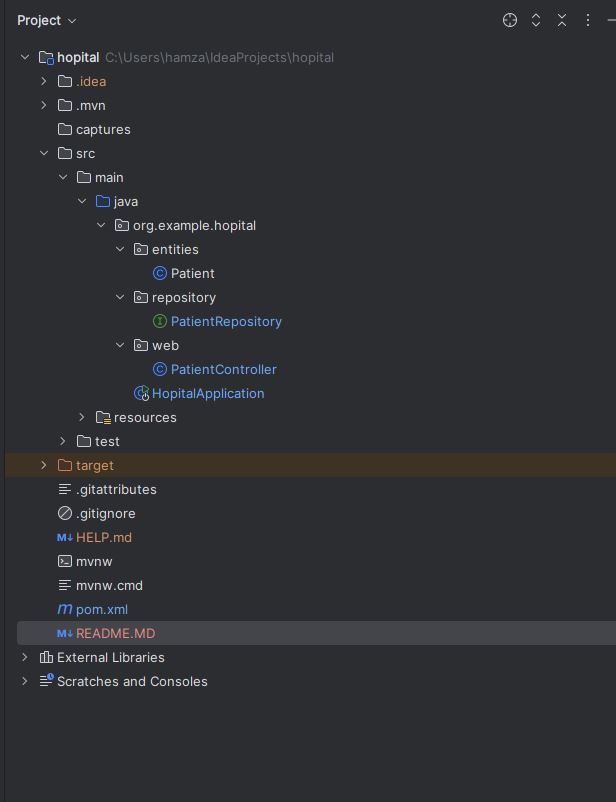 Project
hopital C:\Users\hamza\IdeaProjects\hopital
.idea
.mvn
captures
src
main
java
org.example.hopital
entities
C Patient
repository
I PatientRepository
web
C PatientController
HopitalApplication
resources
test
target
.gitattributes
.gitignore
M↓ HELP.md
mvnw
mvnw.cmd
m pom.xml
M↓ README.MD
External Libraries
Scratches and Consoles